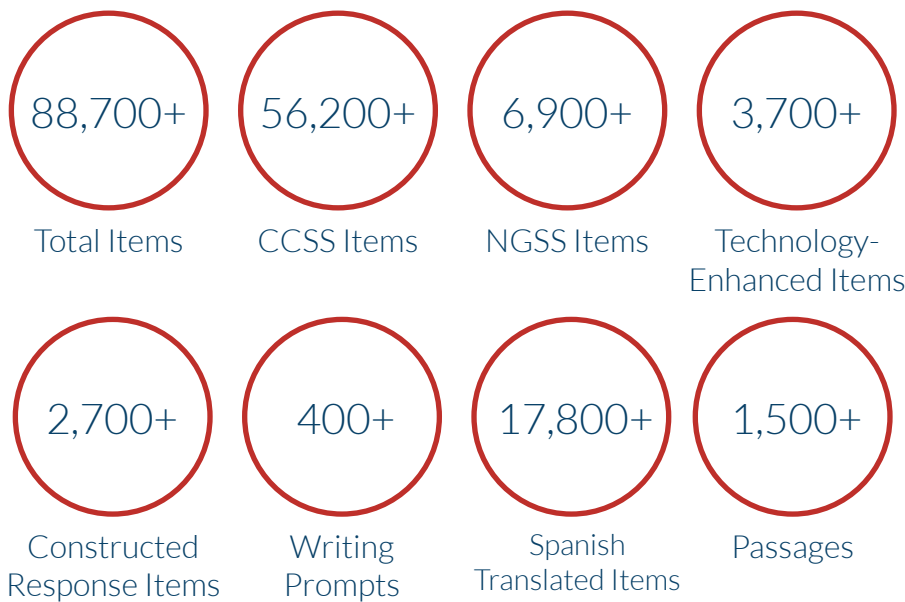 88,700+
56,200+
6,900+
3,700+
Total Items
CCSS Items
NGSS Items
Technology-
Enhanced Items
2,700+
400+
17,800+
1,500+
Constructed
Response Items
Writing
Prompts
Spanish
Translated Items
Passages